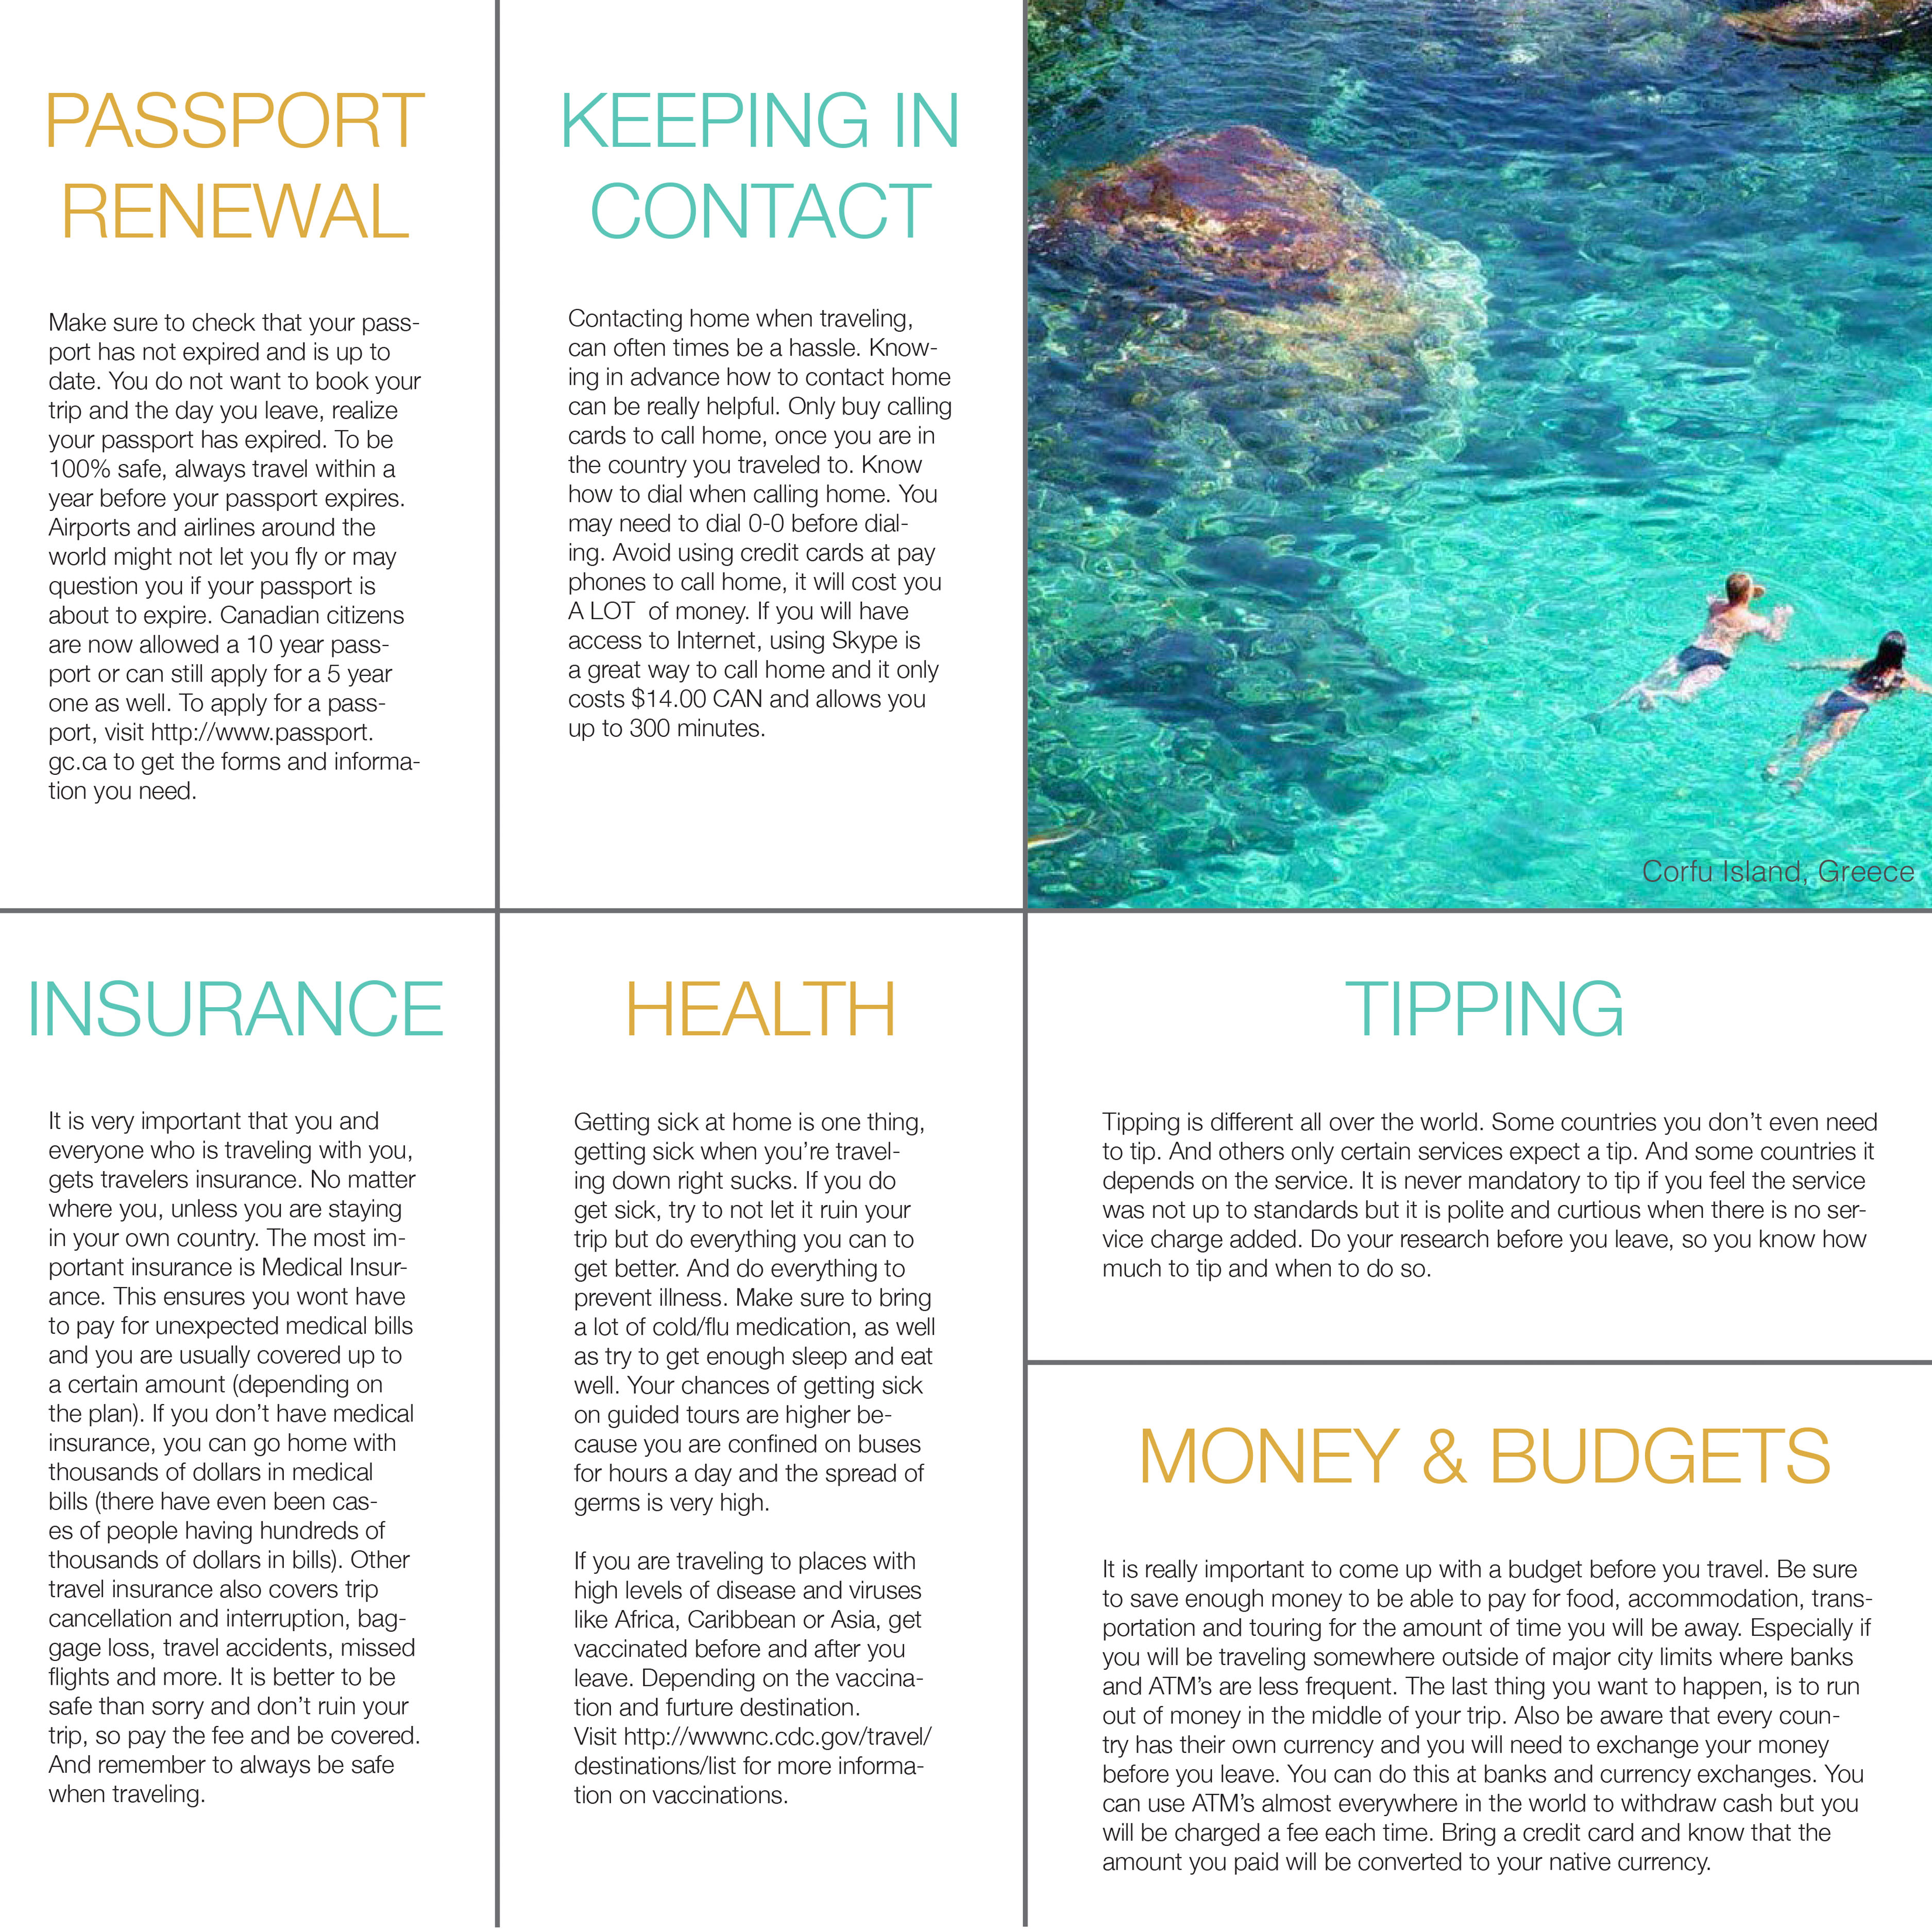 PASSPORT
RENEWAL
Make sure to check that your pass-
port has not expired and is up to
date. You do not want to book your
trip and the day you leave, realize
your passport has expired. To be
100% safe, always travel within a
year before your passport expires.
Airports and airlines around the
world might not let you fly or may
question you if your passport is
about to expire. Canadian citizens
are now allowed a 10 year pass-
port or can still apply for a 5 year
one as well. To apply for a pass-
port, visit http://www.passport.
gc.ca to get the forms and informa-
tion you need.
KEEPING IN
CONTACT
Contacting home when traveling,
can often times be a hassle. Know-
ing in advance how to contact home
can be really helpful. Only buy calling
cards to call home, once you are in
the country you traveled to. Know
how to dial when calling home. You
may need to dial 0-0 before dial-
ing. Avoid using credit cards at pay
phones to call home, it will cost you
A LOT  of money. If you will have
access to Internet, using Skype is
a great way to call home and it only
costs $14.00 CAN and allows you
up to 300 minutes.
Corfu Island, Greece
INSURANCE
It is very important that you and
everyone who is traveling with you,
gets travelers insurance. No matter
where you, unless you are staying
in your own country. The most im-
portant insurance is Medical Insur-
ance. This ensures you wont have
to pay for unexpected medical bills
and you are usually covered up to
a certain amount (depending on
the plan). If you don't have medical
insurance, you can go home with
thousands of dollars in medical
bills (there have even been cas-
es of people having hundreds of
thousands of dollars in bills). Other
travel insurance also covers trip
cancellation and interruption, bag-
gage loss, travel accidents, missed
flights and more. It is better to be
safe than sorry and don't ruin your
trip, so pay the fee and be covered.
And remember to always be safe
when traveling.
HEALTH
Getting sick at home is one thing,
getting sick when you're travel-
ing down right sucks. If you do
get sick, try to not let it ruin your
trip but do everything you can to
get better. And do everything to
prevent illness. Make sure to bring
a lot of cold/flu medication, as well
as try to get enough sleep and eat
well. Your chances of getting sick
on guided tours are higher be-
cause you are confined on buses
for hours a day and the spread of
germs is very high.
If you are traveling to places with
high levels of disease and viruses
like Africa, Caribbean or Asia, get
vaccinated before and after you
leave. Depending on the vaccina-
tion and furture destination.
Visit http://wwwnc.cdc.gov/travel/
destinations/list for more informa-
tion on vaccinations.
TIPPING
Tipping is different all over the world. Some countries you don't even need
to tip. And others only certain services expect a tip. And some countries it
depends on the service. It is never mandatory to tip if you feel the service
was not up to standards but it is polite and curtious when there is no ser-
vice charge added. Do your research before you leave, so you know how
much to tip and when to do so.
MONEY & BUDGETS
It is really important to come up with a budget before you travel. Be sure
to save enough money to be able to pay for food, accommodation, trans-
portation and touring for the amount of time you will be away. Especially if
you will be traveling somewhere outside of major city limits where banks
and ATM's are less frequent. The last thing you want to happen, is to run
out of money in the middle of your trip. Also be aware that every coun-
try has their own currency and you will need to exchange your money
before you leave. You can do this at banks and currency exchanges. You
can use ATM's almost everywhere in the world to withdraw cash but you
will be charged a fee each time. Bring a credit card and know that the
amount you paid will be converted to your native currency.